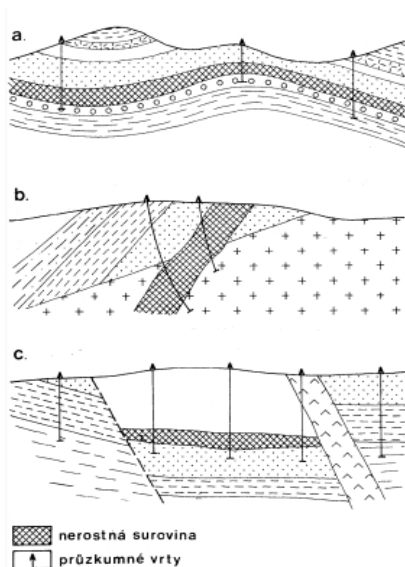 a.
b.
c.
nerostná surovina
průzkumné vrty